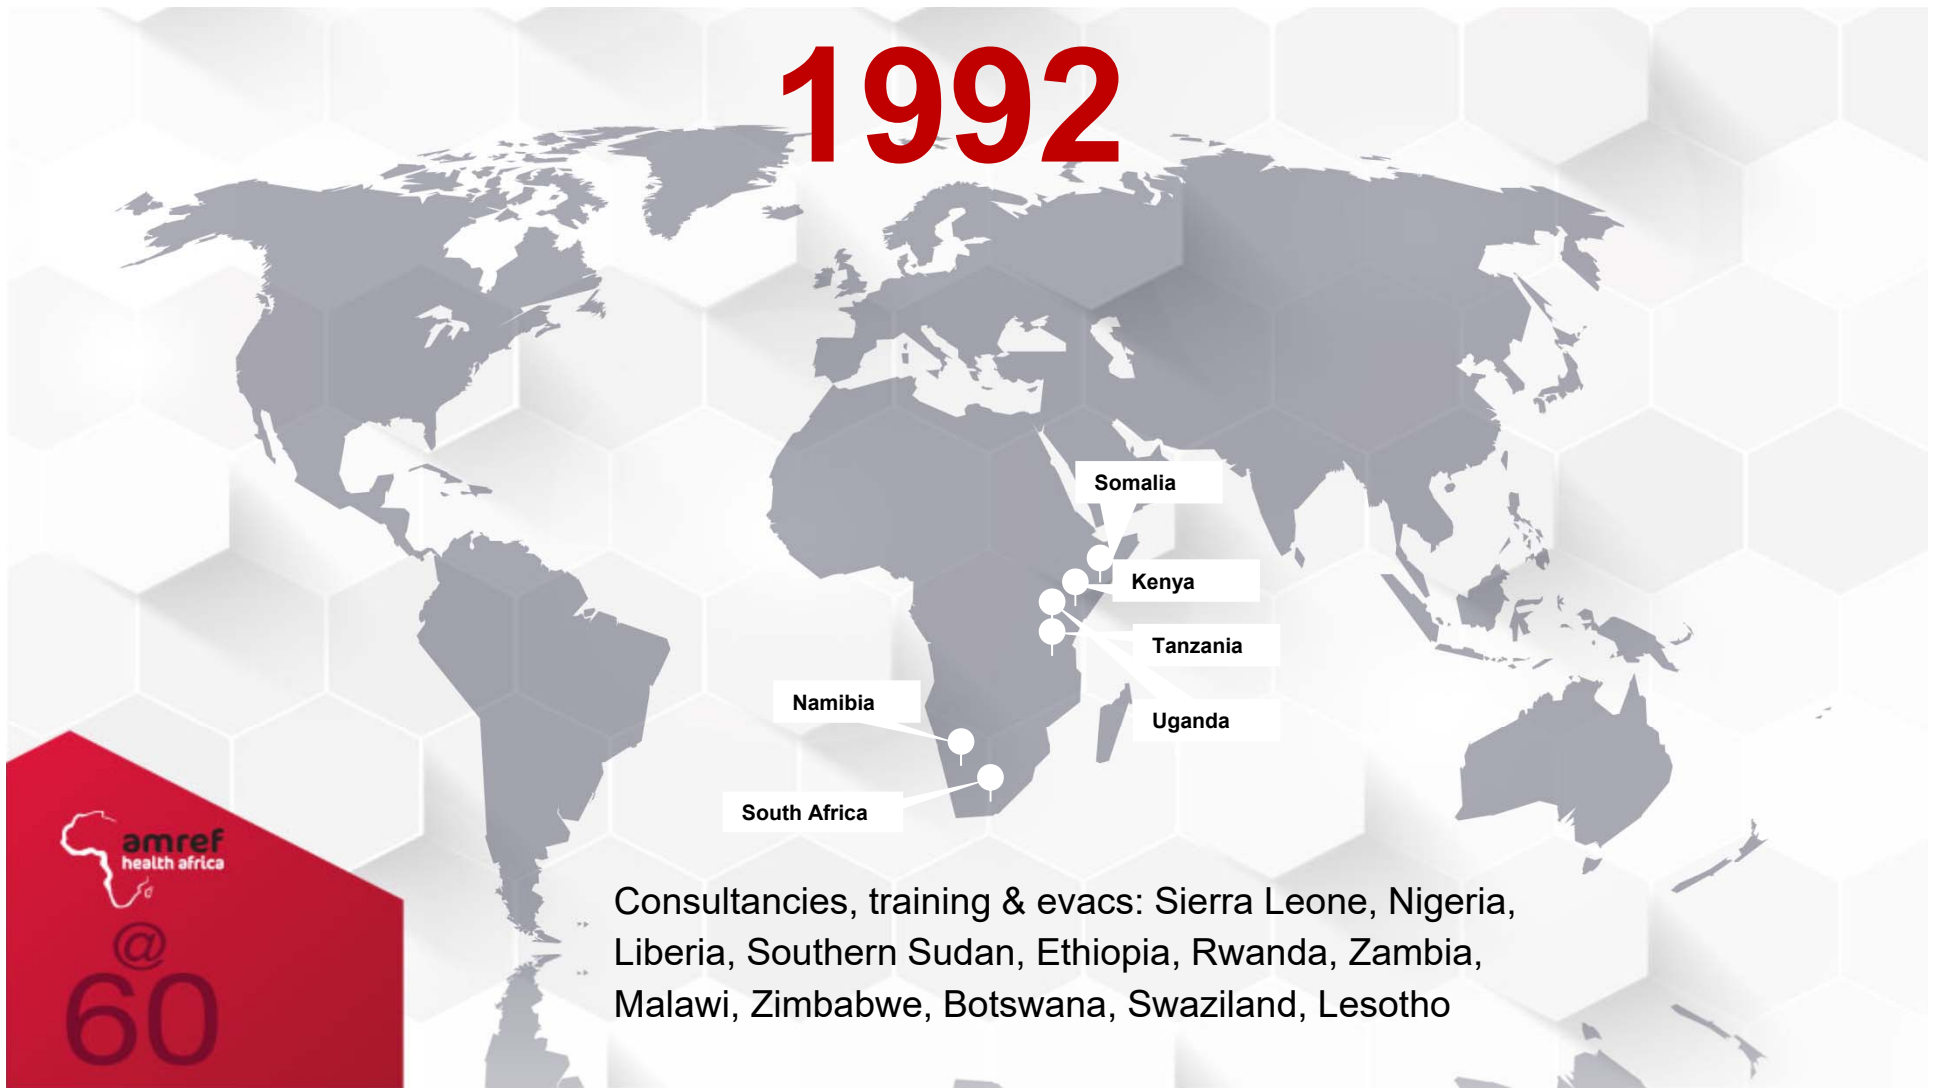 1992
Somalia
Kenya
Tanzania
Namibia
Uganda
South Africa
amref
health africa
@
60
Consultancies, training & evacs: Sierra Leone, Nigeria,
Liberia, Southern Sudan, Ethiopia, Rwanda, Zambia,
Malawi, Zimbabwe, Botswana, Swaziland, Lesotho